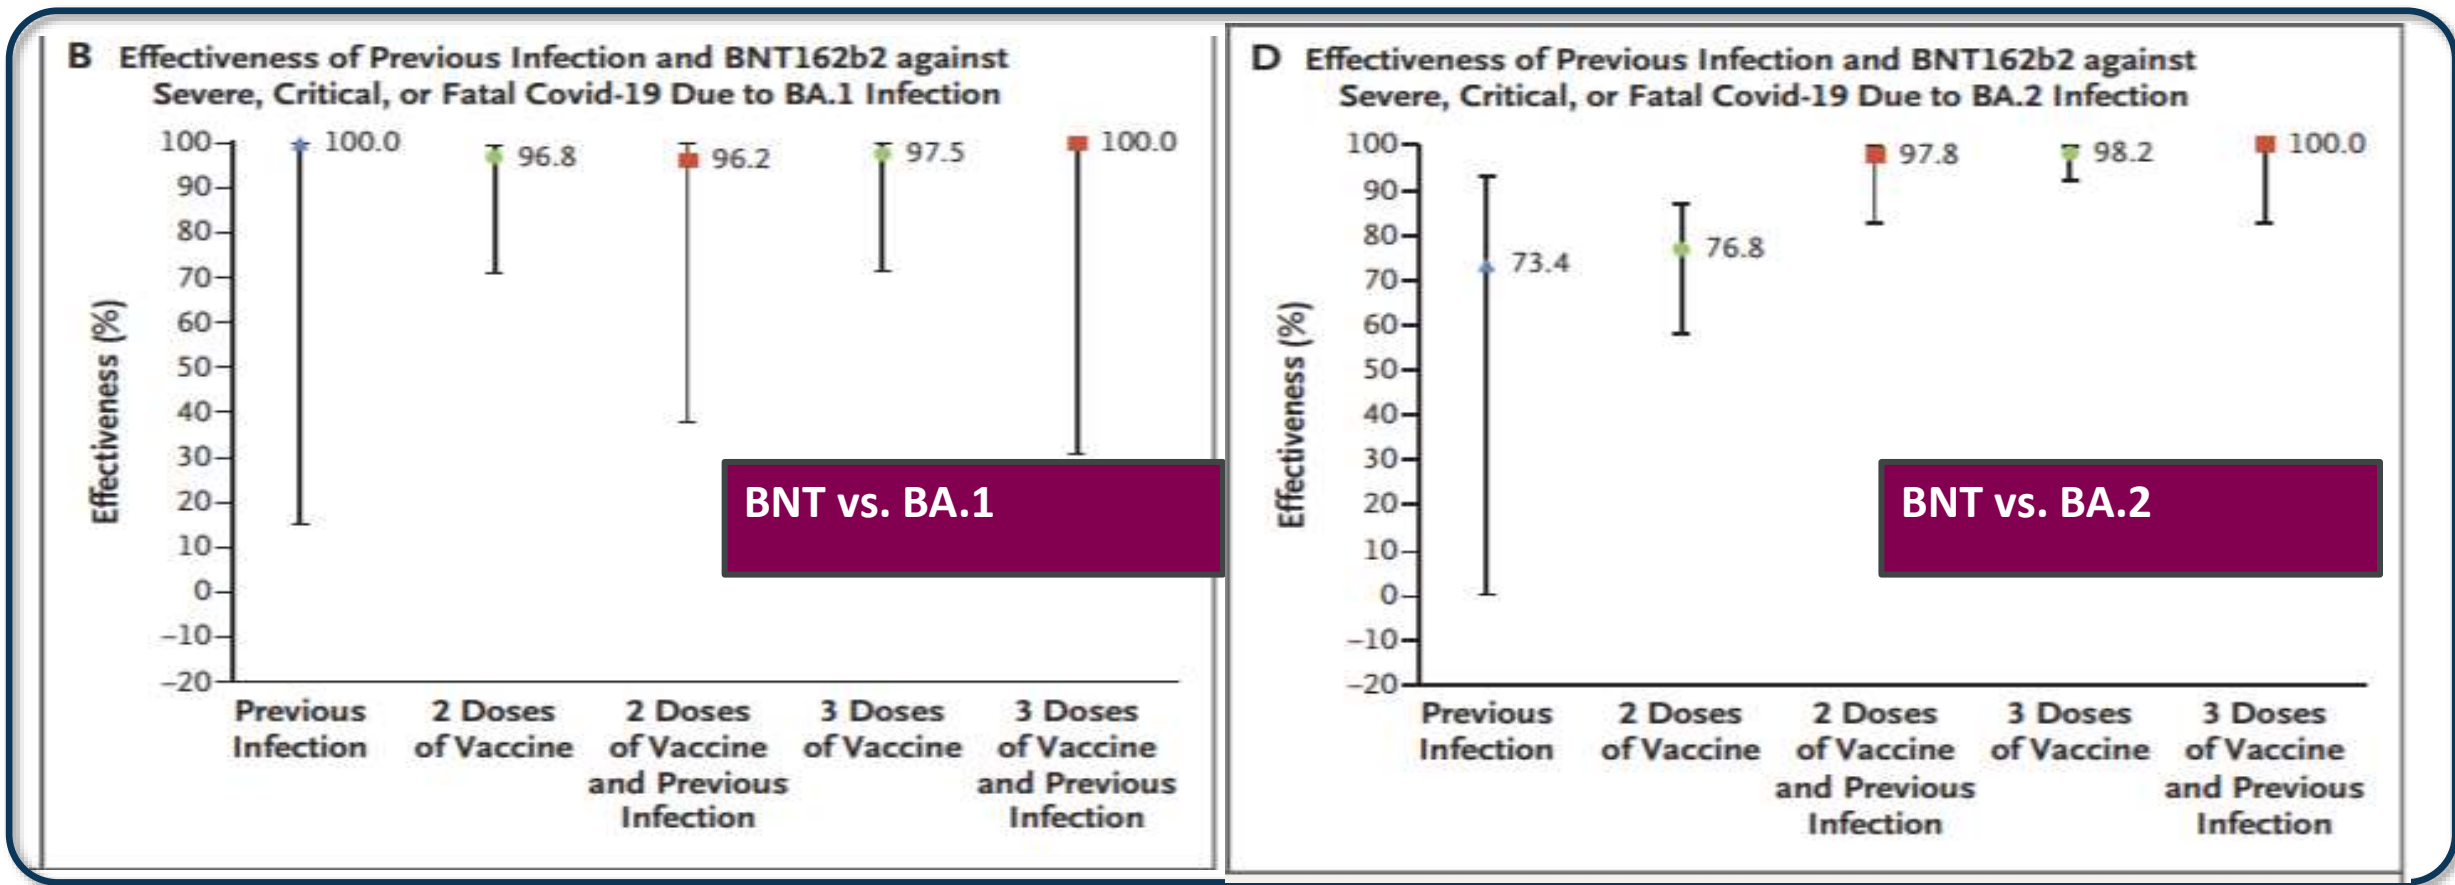 B Effectiveness of Previous Infection and BNT162b2 against
Severe, Critical, or Fatal Covid-19 Due to BA.1 Infection
Effectiveness (%)
100
90
80
70
60
50
40
30
20
10
0
–10
–20
100.0
96.8
96.2
97.5
100.0
BNT vs. BA.1
Previous
Infection
2 Doses
of Vaccine
2 Doses
of Vaccine
and Previous
Infection
3 Doses
of Vaccine
3 Doses
of Vaccine
and Previous
Infection
D Effectiveness of Previous Infection and BNT162b2 against
Severe, Critical, or Fatal Covid-19 Due to BA.2 Infection
Effectiveness (%)
100
90
80
70
60
50
40
30
20
10
0
–10
–20
73.4
76.8
97.8
98.2
100.0
BNT vs. BA.2
Previous
Infection
2 Doses
of Vaccine
2 Doses
of Vaccine
and Previous
Infection
3 Doses
of Vaccine
3 Doses
of Vaccine
and Previous
Infection